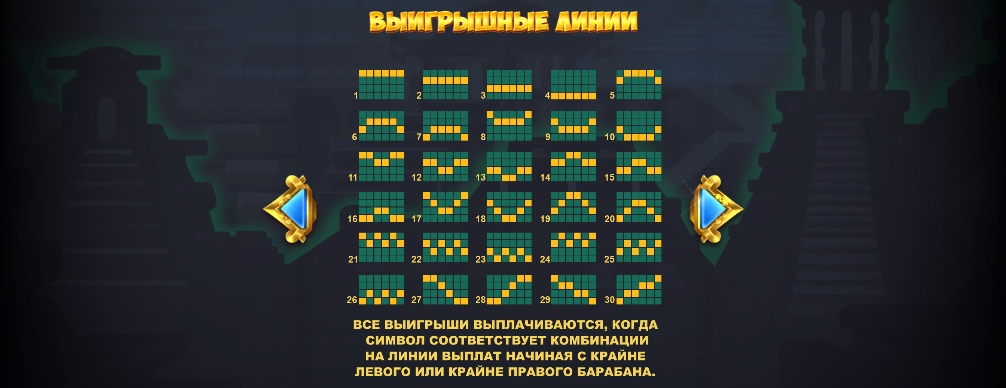 ВЫИГРЫШНЫЕ ЛИНИИ
1 2 3 4 5
6 7 8 9 10
11 12 13 14 15
16 17 18 19 20
21 22 23 24 25
26 27 28 29 30
ВСЕ ВЫИГРЫШИ ВЫПЛАЧИВАЮТСЯ, КОГДА
СИМВОЛ СООТВЕТСТВУЕТ КОМБИНАЦИИ
НА ЛИНИИ ВЫПЛАТ НАЧИНАЯ С КРАЙНЕ
ЛЕВОГО ИЛИ КРАЙНЕ ПРАВОГО БАРАБАНА.